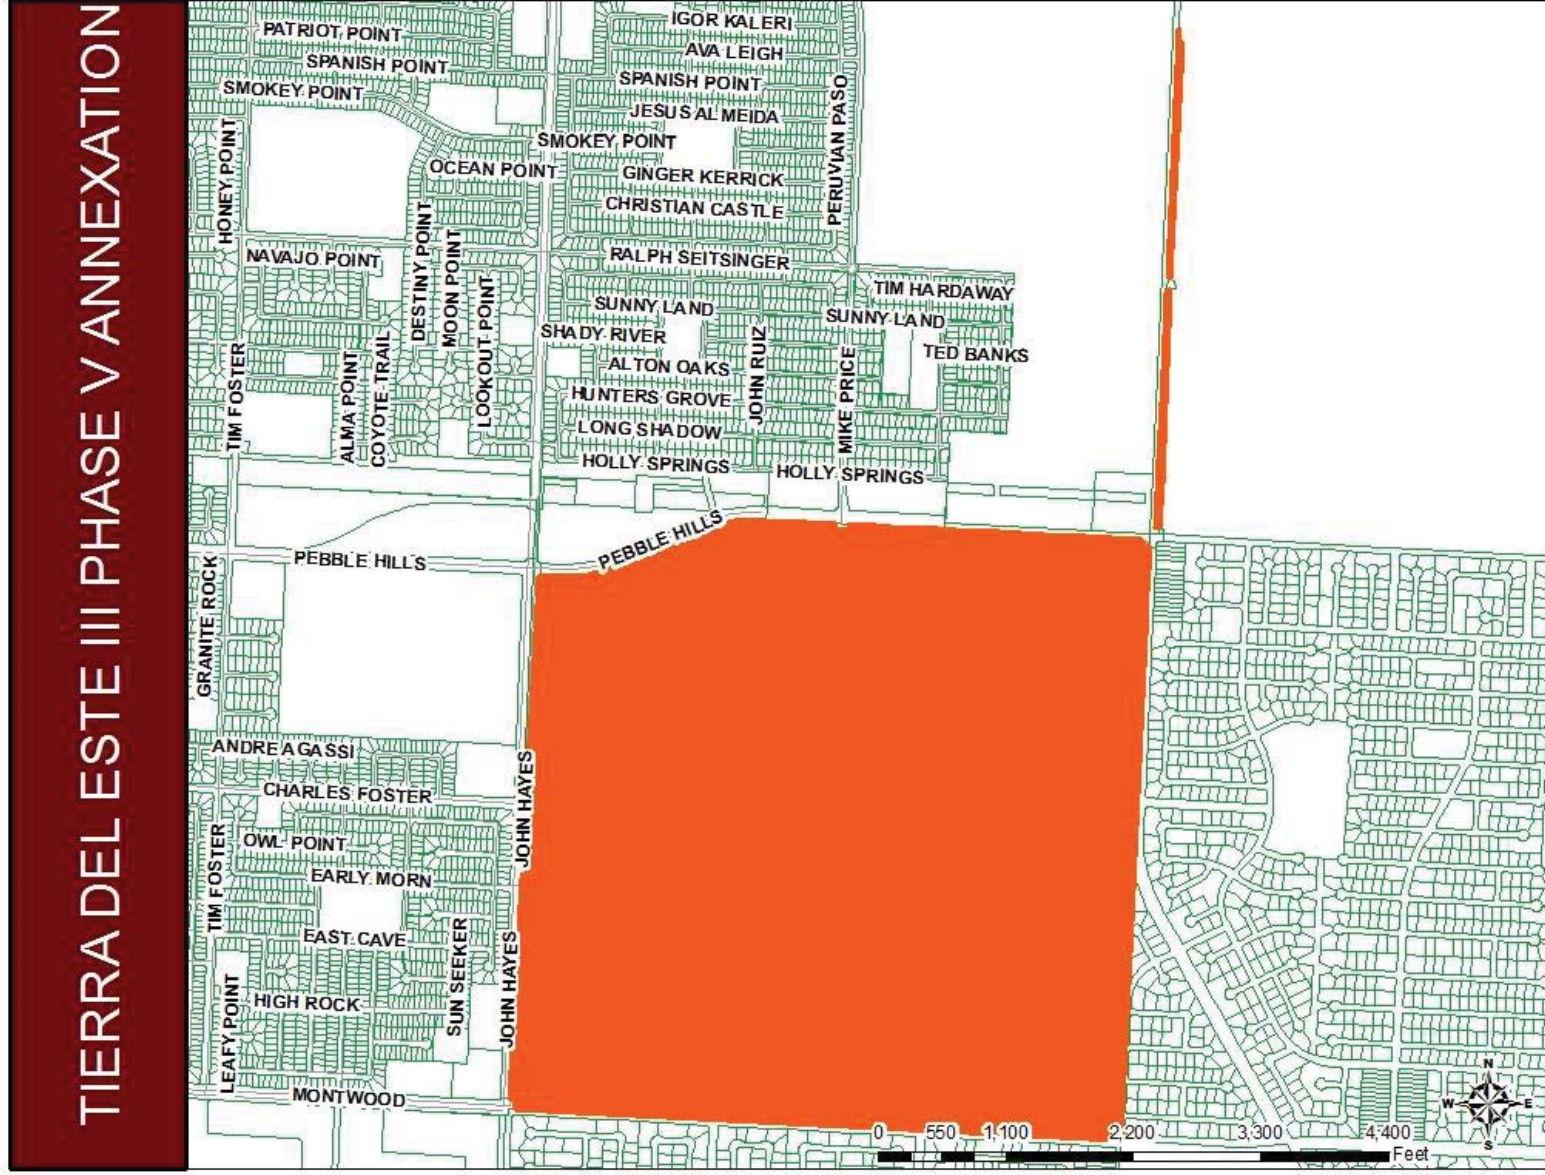 TIERRA DEL ESTE III PHASE V ANNEXATION
IGOR KALERI
PATRIOT POINT
AVA LEIGH
SPANISH POINT
SPANISH POINT
SMOKEY POINT
JESUS ALMEIDA
PERUVIAN PASO
HONEY POINT
SMOKEY POINT
OCEAN POINT
GINGER KERRICK
CHRISTIAN CASTLE
NAVAJO POINT
DESTINY POINT
MOON POINT
RALPH SEITSINGER
TIM HARDAWAY
LOOKOUT POINT
SUNNY LAND
SUNNY LAND
SHADY RIVER
TED BANKS
TIM FOSTER
ALMA POINT
COYOTE TRAIL
ALTON OAKS
JOHN RUIZ
MIKE PRICE
HUNTERS GROVE
LONG SHADOW
HOLLY SPRINGS
HOLLY SPRINGS
PEBBLE HILLS
PEBBLE HILLS
GRANITE ROCK
ANDRE AGASSI
CHARLES FOSTER
JOHN HAYES
OWL POINT
TIM FOSTER
EARLY MORN
EAST CAVE
SUN SEEKER
JOHN HAYES
HIGH ROCK
LEAFY POINT
MONTWOOD
N
W E
S
0 550 1,100 2,200 3,300 4,400
Feet